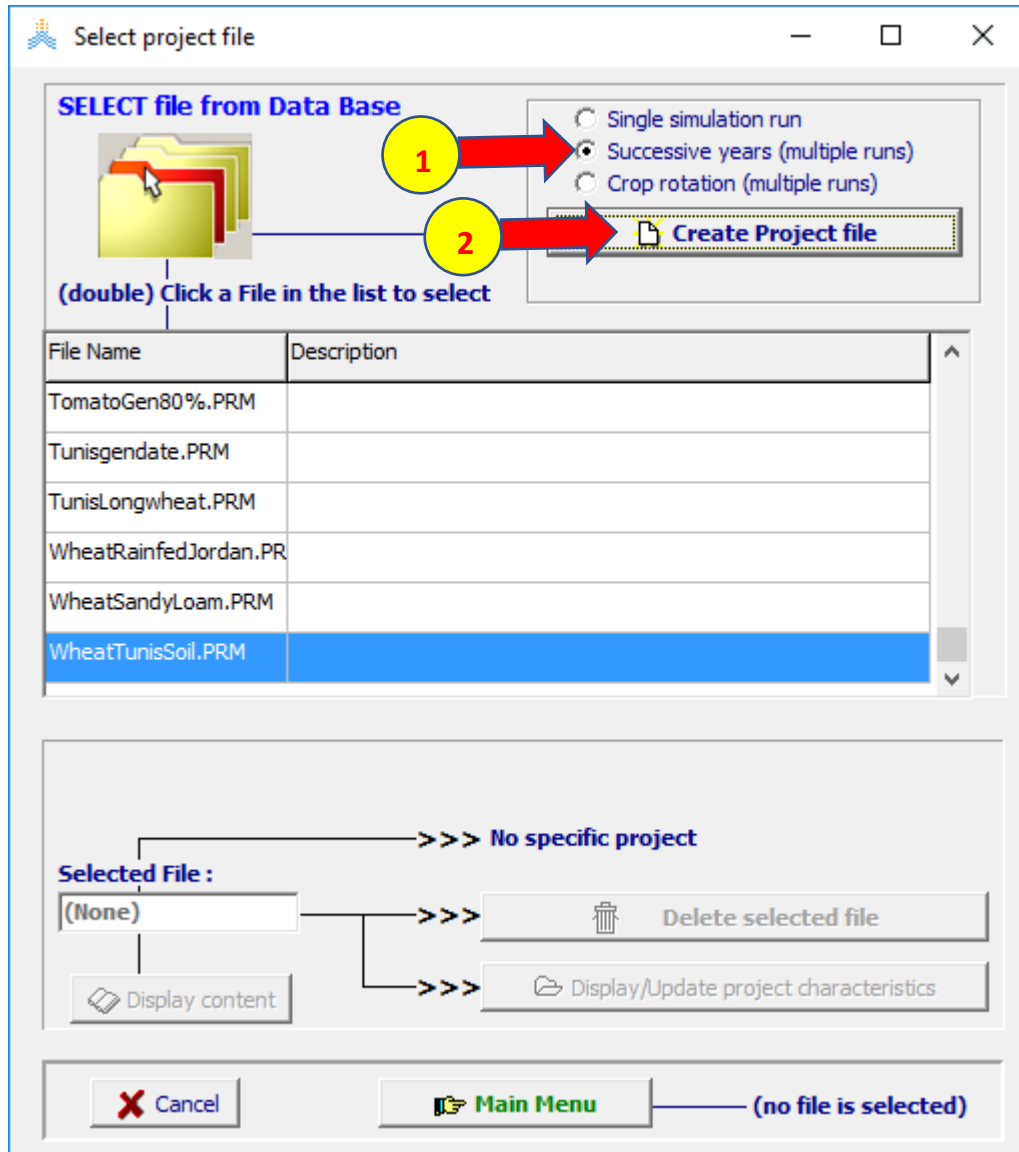 Select project file
SELECT file from Data Base
Single simulation run
1
Successive years (multiple runs)
Crop rotation (multiple runs)
2
Create Project file
(double) Click a File in the list to select
File Name Description
TomatoGen80%.PRM
Tunisgendate.PRM
TunisLongwheat.PRM
WheatRainfedJordan.PR
WheatSandyLoam.PRM
WheatTunisSoil.PRM
>>> No specific project
Selected File :
(None) >>> Delete selected file
Display content >>> Display/Update project characteristics
Cancel Main Menu (no file is selected)